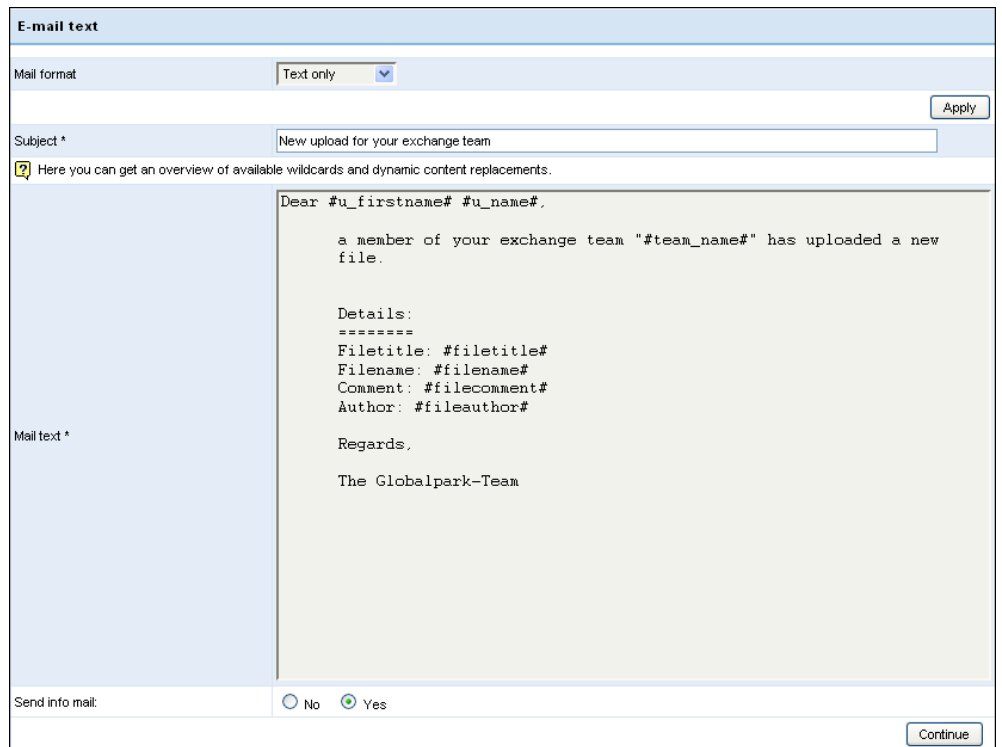 E-mail text
Mail format
Text only
Apply
Subject *
New upload for your exchange team
Here you can get an overview of available wildcards and dynamic content replacements.
Mail text *
Dear #u_firstname# #u_name#,
a member of your exchange team "#team_name#" has uploaded a new
file.
Details:
========
Filetitle: #filetitle#
Filename: #filename#
Comment: #filecomment#
Author: #fileauthor#
Regards,
The Globalpark-Team
Send info mail:
No Yes
Continue